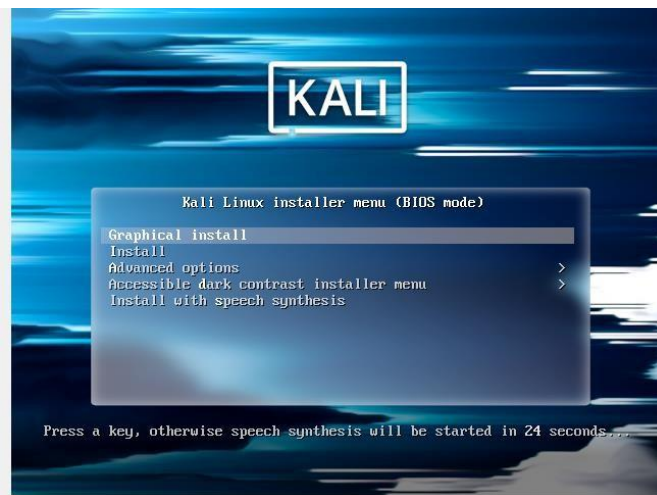 KALI
Kali Linux installer menu (BIOS mode)
Graphical install
Install
Advanced options >
Accessible dark contrast installer menu >
Install with speech synthesis
Press a key, otherwise speech synthesis will be started in 24 seconds...